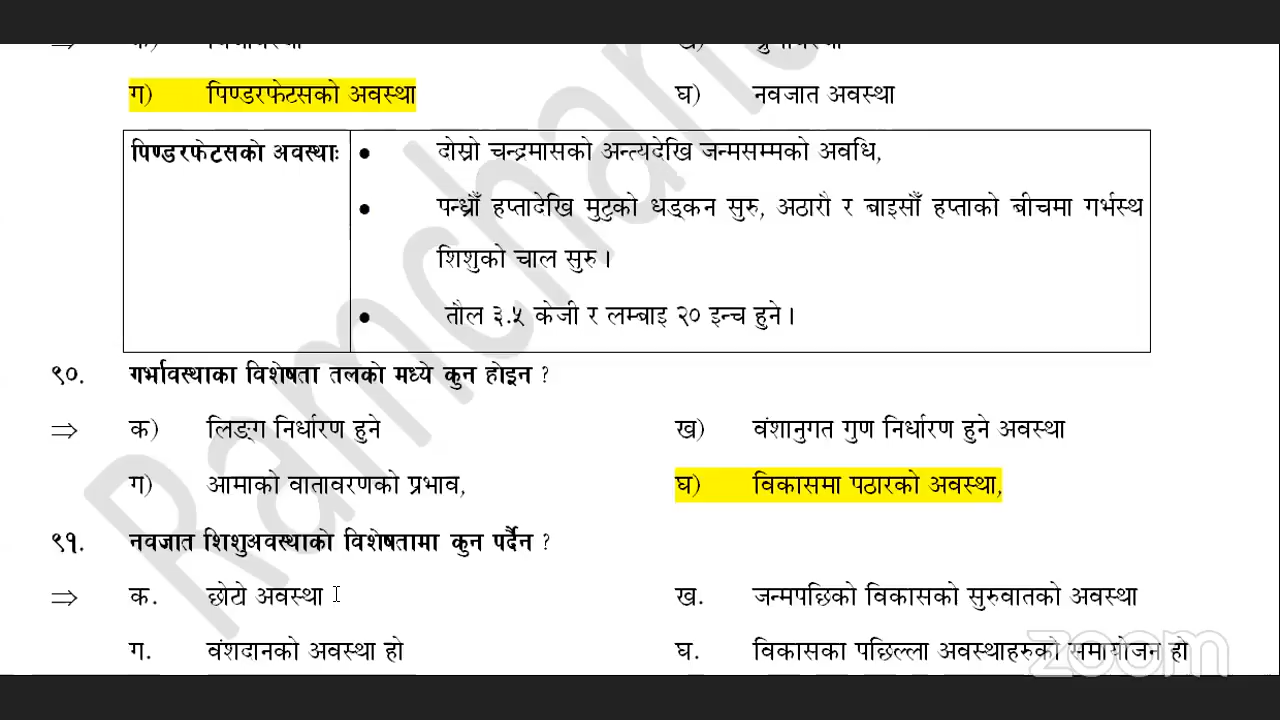 ग) पिण्डरफेटसको अवस्था घ) नवजात अवस्था
पिण्डरफेटसको अवस्थाः • दोस्रो चन्द्रमासको अन्त्यदेखि जन्मसम्मको अवधि,
• पन्ध्रौँ हप्तादेखि मुटुको धड्कन सुरु, अठारौ र बाइसौँ हप्ताको बीचमा गर्भस्थ
शिशुको चाल सुरु ।
• तौल ३.५ केजी र लम्बाइ २० इन्च हुने ।
९०. गर्भावस्थाका विशेषता तलको मध्ये कुन होइन ?
⇒ क) लिङ्ग निर्धारण हुने ख) वंशानुगत गुण निर्धारण हुने अवस्था
ग) आमाको वातावरणको प्रभाव, घ) विकासमा पठारको अवस्था,
९१. नवजात शिशुअवस्थाको विशेषतामा कुन पर्दैन ?
⇒ क. छोटो अवस्था ख. जन्मपछिको विकासको सुरुवातको अवस्था
ग. वंशदानको अवस्था हो घ. विकासका पछिल्ला अवस्थाहरुको समायोजन हो
zoom